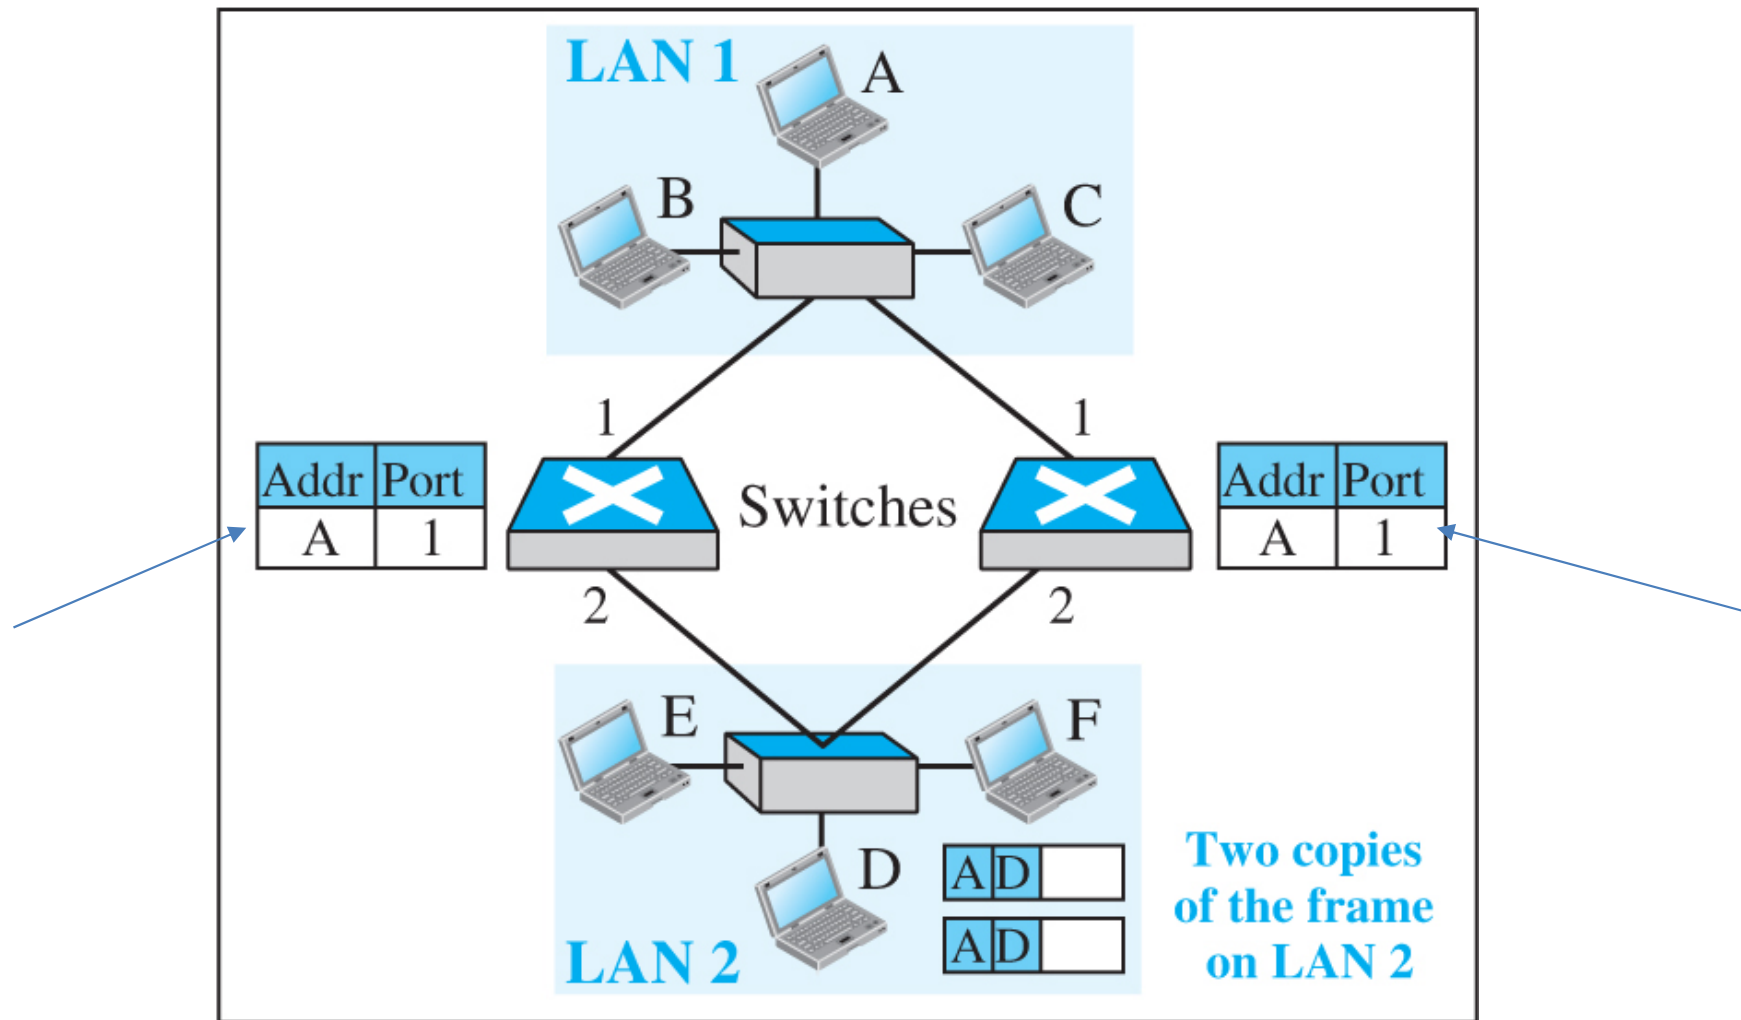 LAN 1
A
B
C
1
1
Addr Port
A 1
Switches
Addr Port
A 1
2
2
E
F
D
A D
A D
LAN 2
Two copies
of the frame
on LAN 2